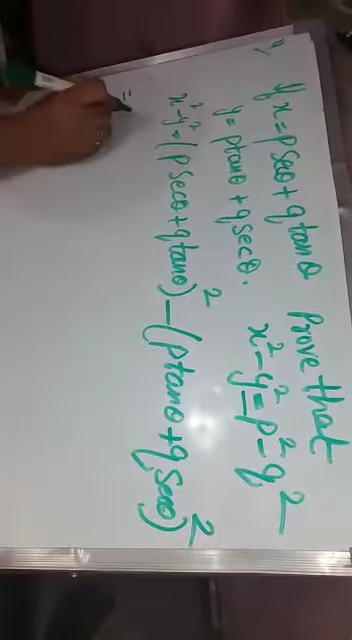 If x = p secθ + q tanθ Prove that
y = p tanθ + q secθ. x² - y² = p² - q²
x² - y² = (p secθ + q tanθ)² - (p tanθ + q secθ)²
=